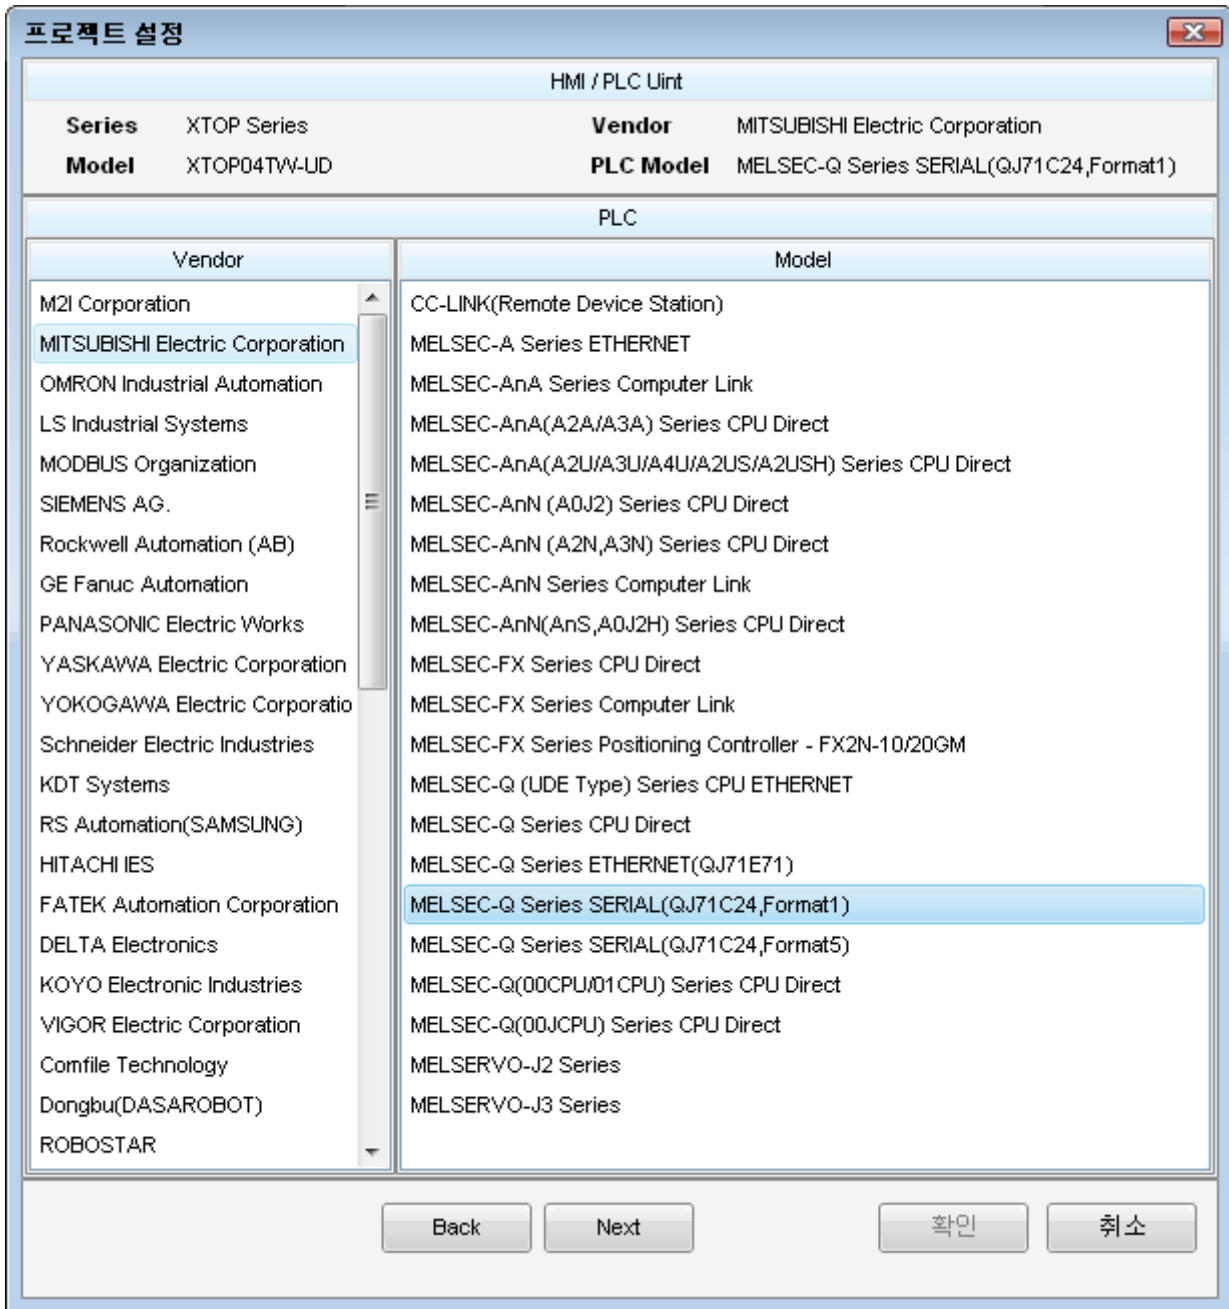 프로젝트 설정
HMI / PLC Uint
Series XTOP Series Vendor MITSUBISHI Electric Corporation
Model XTOP04TW-UD PLC Model MELSEC-Q Series SERIAL(QJ71C24,Format1)
PLC
Vendor
M2I Corporation
MITSUBISHI Electric Corporation
OMRON Industrial Automation
LS Industrial Systems
MODBUS Organization
SIEMENS AG.
Rockwell Automation (AB)
GE Fanuc Automation
PANASONIC Electric Works
YASKAWA Electric Corporation
YOKOGAWA Electric Corporatio
Schneider Electric Industries
KDT Systems
RS Automation(SAMSUNG)
HITACHI IES
FATEK Automation Corporation
DELTA Electronics
KOYO Electronic Industries
VIGOR Electric Corporation
Comfile Technology
Dongbu(DASAROBOT)
ROBOSTAR
Model
CC-LINK(Remote Device Station)
MELSEC-A Series ETHERNET
MELSEC-AnA Series Computer Link
MELSEC-AnA(A2A/A3A) Series CPU Direct
MELSEC-AnA(A2U/A3U/A4U/A2US/A2USH) Series CPU Direct
MELSEC-AnN (A0J2) Series CPU Direct
MELSEC-AnN (A2N,A3N) Series CPU Direct
MELSEC-AnN Series Computer Link
MELSEC-AnN(AnS,A0J2H) Series CPU Direct
MELSEC-FX Series CPU Direct
MELSEC-FX Series Computer Link
MELSEC-FX Series Positioning Controller - FX2N-10/20GM
MELSEC-Q (UDE Type) Series CPU ETHERNET
MELSEC-Q Series CPU Direct
MELSEC-Q Series ETHERNET(QJ71E71)
MELSEC-Q Series SERIAL(QJ71C24,Format1)
MELSEC-Q Series SERIAL(QJ71C24,Format5)
MELSEC-Q(00CPU/01CPU) Series CPU Direct
MELSEC-Q(00JCPU) Series CPU Direct
MELSERVO-J2 Series
MELSERVO-J3 Series
Back Next 확인 취소